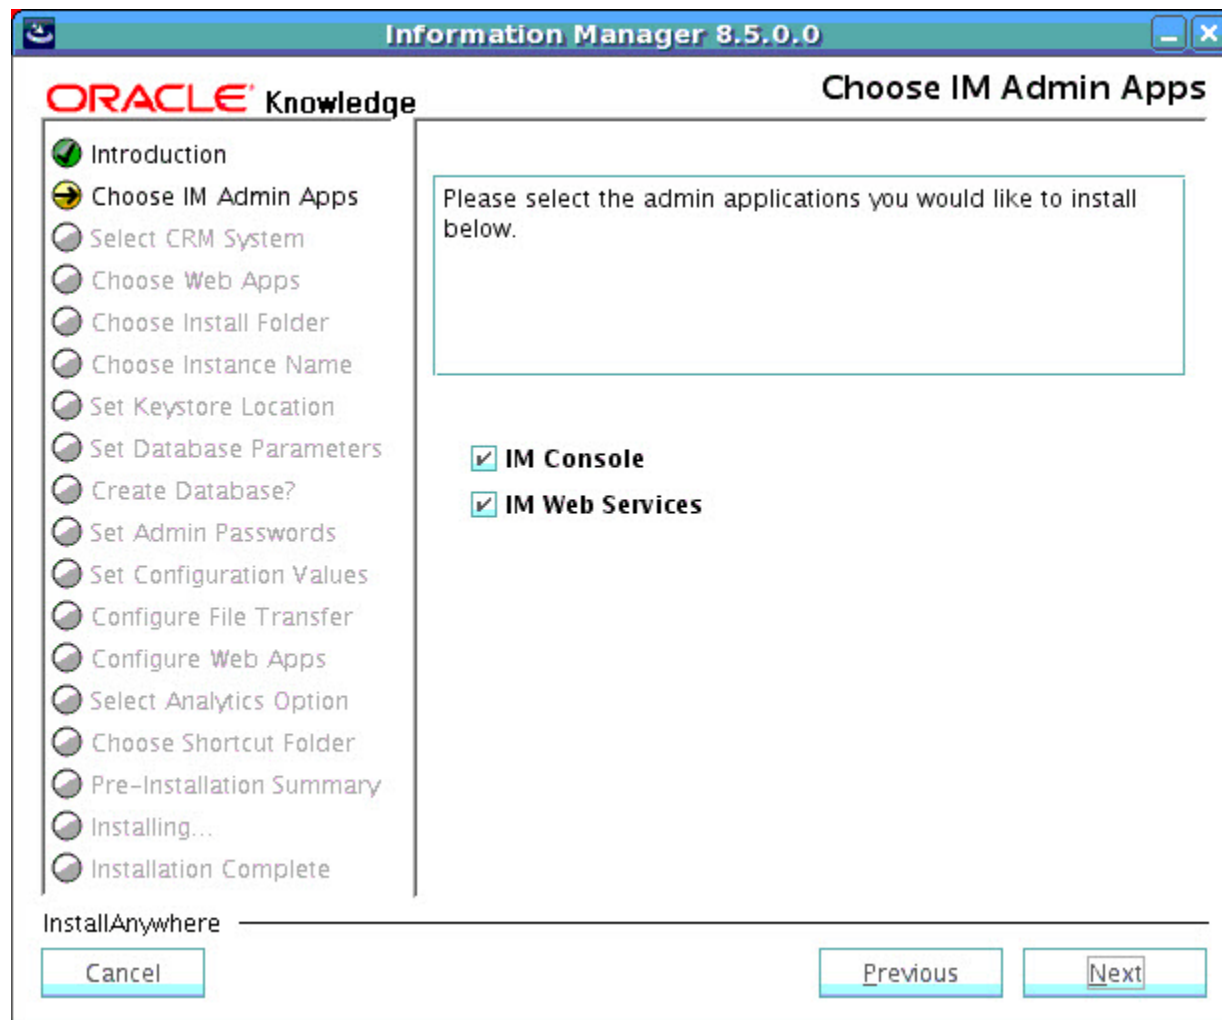 Information Manager 8.5.0.0
ORACLE Knowledge
Choose IM Admin Apps
Introduction
Choose IM Admin Apps
Select CRM System
Choose Web Apps
Choose Install Folder
Choose Instance Name
Set Keystore Location
Set Database Parameters
Create Database?
Set Admin Passwords
Set Configuration Values
Configure File Transfer
Configure Web Apps
Select Analytics Option
Choose Shortcut Folder
Pre-Installation Summary
Installing...
Installation Complete
Please select the admin applications you would like to install
below.
IM Console
IM Web Services
InstallAnywhere
Cancel
Previous
Next